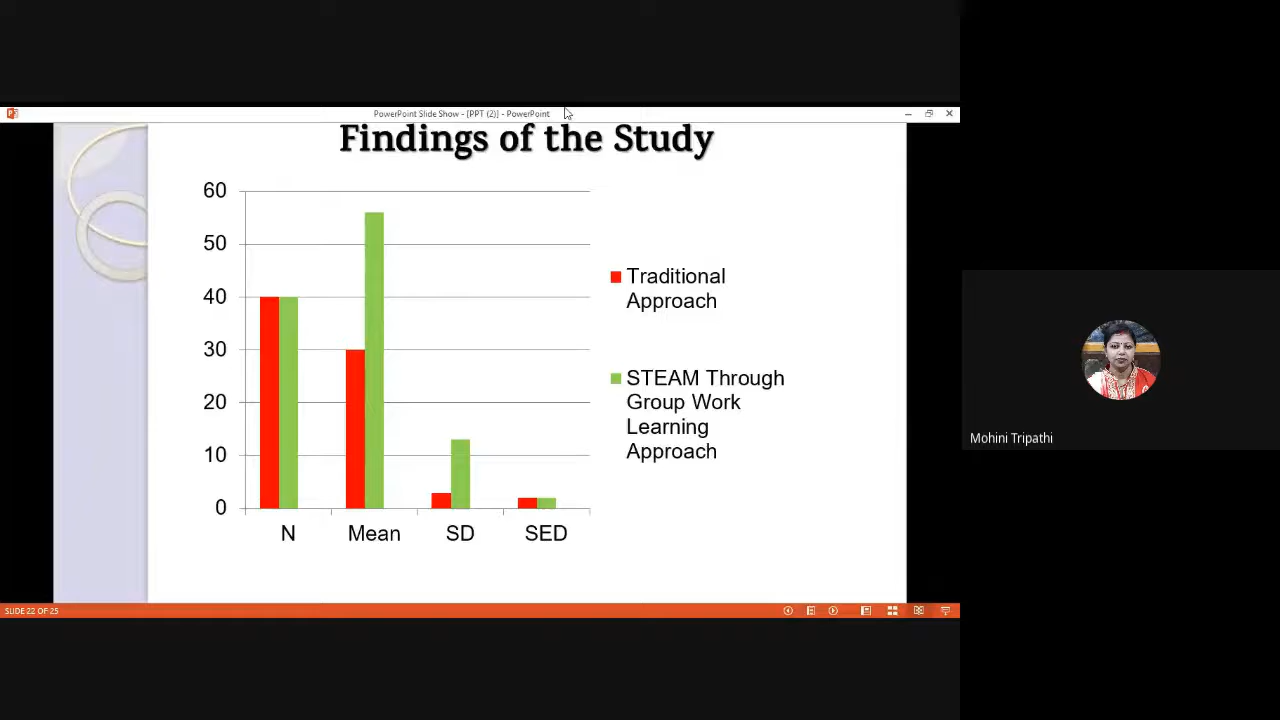 PowerPoint Slide Show - [PPT (2)] - PowerPoint
Findings of the Study
60
50
40
30
20
10
0
N Mean SD SED
Traditional
Approach
STEAM Through
Group Work
Learning
Approach
Mohini Tripathi
SLIDE 22 OF 25